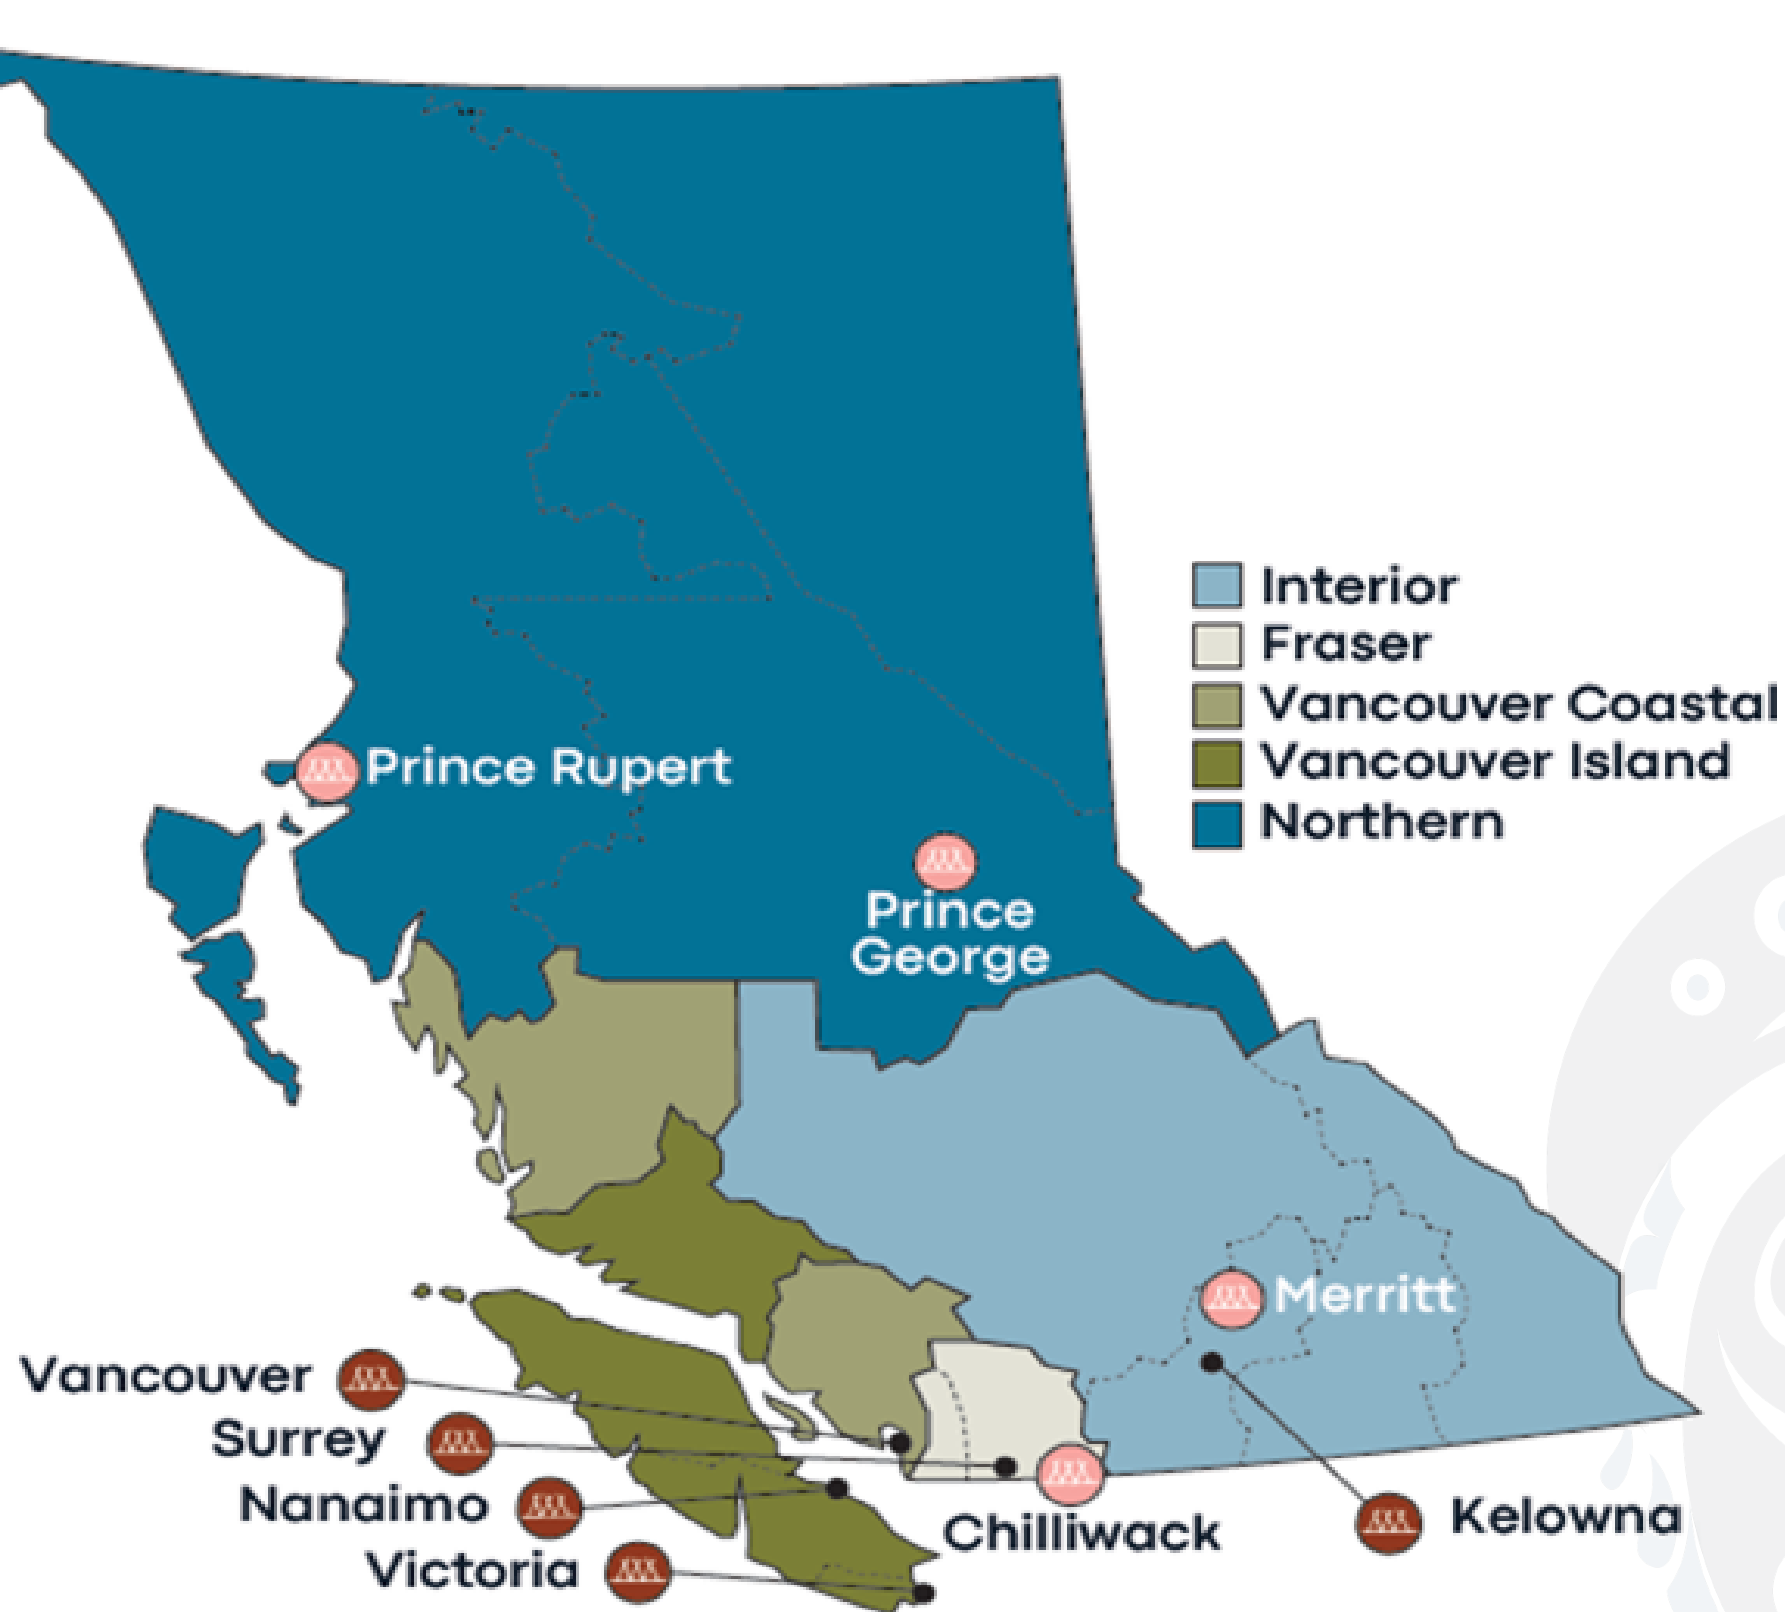 Interior
Fraser
Vancouver Coastal
Vancouver Island
Northern
Prince Rupert
Prince
George
Merritt
Vancouver
Surrey
Nanaimo
Victoria
Chilliwack
Kelowna